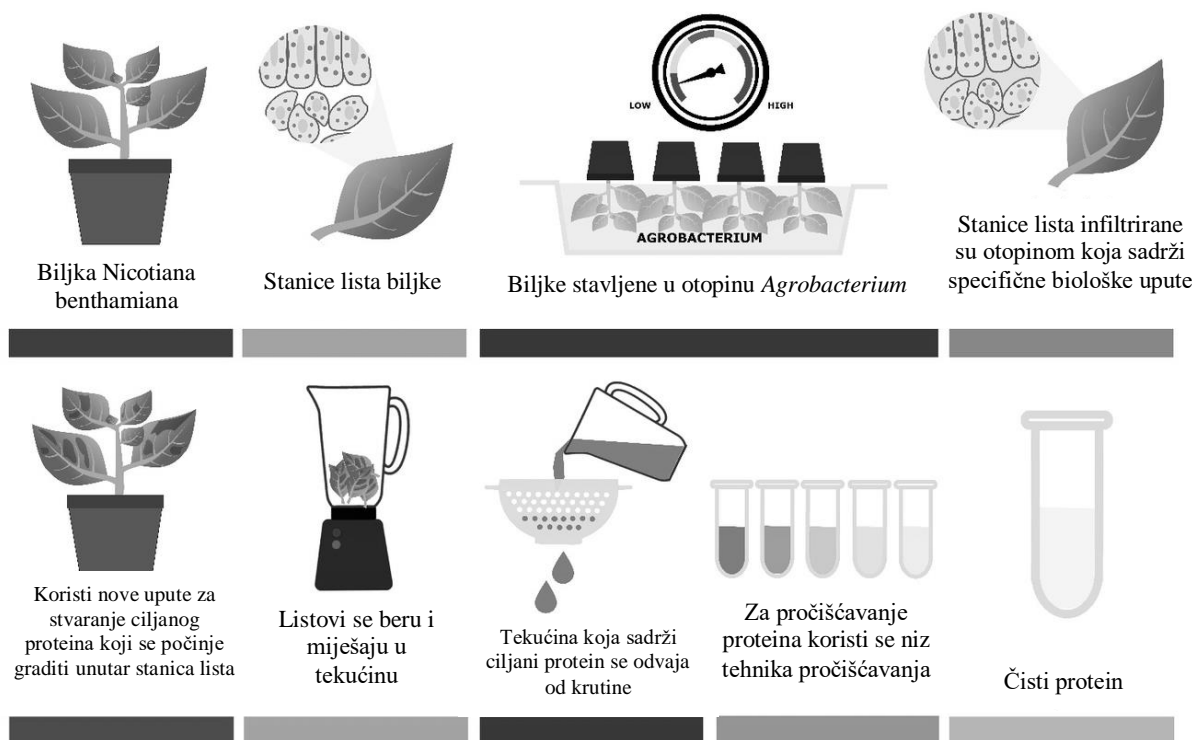 LOW
HIGH
AGROBACTERIUM
Biljka Nicotiana
benthamiana
Stanice lista biljke
Biljke stavljene u otopinu Agrobacterium
Stanice lista infiltrirane
su otopinom koja sadrži
specifične biološke upute
Koristi nove upute za
stvaranje ciljanog
proteina koji se počinje
graditi unutar stanica lista
Listovi se beru i
miješaju u
tekućinu
Tekućina koja sadrži
ciljani protein se odvaja
od krutine
Za pročišćavanje
proteina koristi se niz
tehnika pročišćavanja
Čisti protein